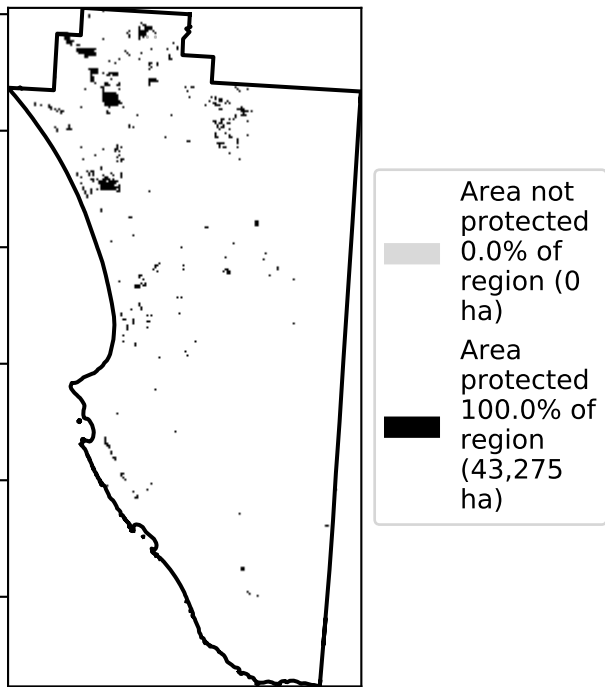 Area not
protected
0.0% of
region (0
ha)
Area
protected
100.0% of
region
(43,275
ha)